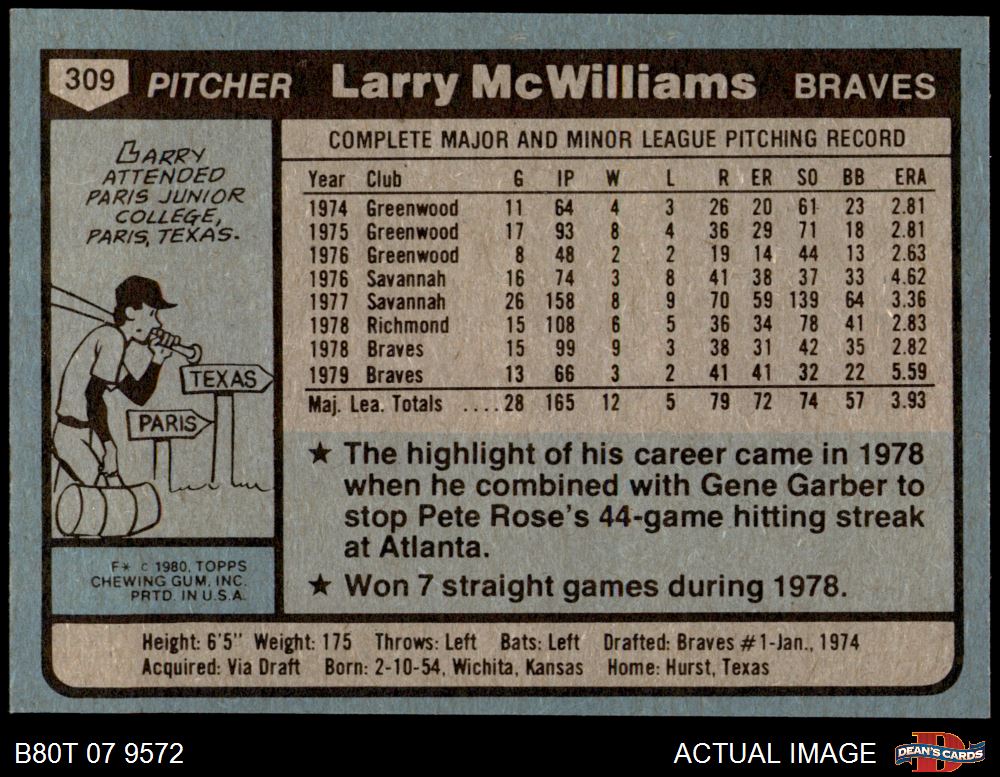 309 PITCHER Larry McWilliams BRAVES
LARRY
ATTENDED
PARIS JUNIOR
COLLEGE,
PARIS, TEXAS.
TEXAS
PARIS
F* © 1980, TOPPS
CHEWING GUM, INC.
PRTD. IN U.S.A.
COMPLETE MAJOR AND MINOR LEAGUE PITCHING RECORD
Year Club G IP W L R ER SO BB ERA
1974 Greenwood 11 64 4 3 26 20 61 23 2.81
1975 Greenwood 17 93 8 4 36 29 71 18 2.81
1976 Greenwood 8 48 2 2 19 14 44 13 2.63
1976 Savannah 16 74 3 8 41 38 37 33 4.62
1977 Savannah 26 158 8 9 70 59 139 64 3.36
1978 Richmond 15 108 6 5 36 34 78 41 2.83
1978 Braves 15 99 9 3 38 31 42 35 2.82
1979 Braves 13 66 3 2 41 41 32 22 5.59
Maj. Lea. Totals ....28 165 12 5 79 72 74 57 3.93
★ The highlight of his career came in 1978
when he combined with Gene Garber to
stop Pete Rose's 44-game hitting streak
at Atlanta.
★ Won 7 straight games during 1978.
Height: 6'5" Weight: 175 Throws: Left Bats: Left Drafted: Braves #1-Jan., 1974
Acquired: Via Draft Born: 2-10-54, Wichita, Kansas Home: Hurst, Texas
B80T 07 9572 ACTUAL IMAGE DEAN'S CARDS